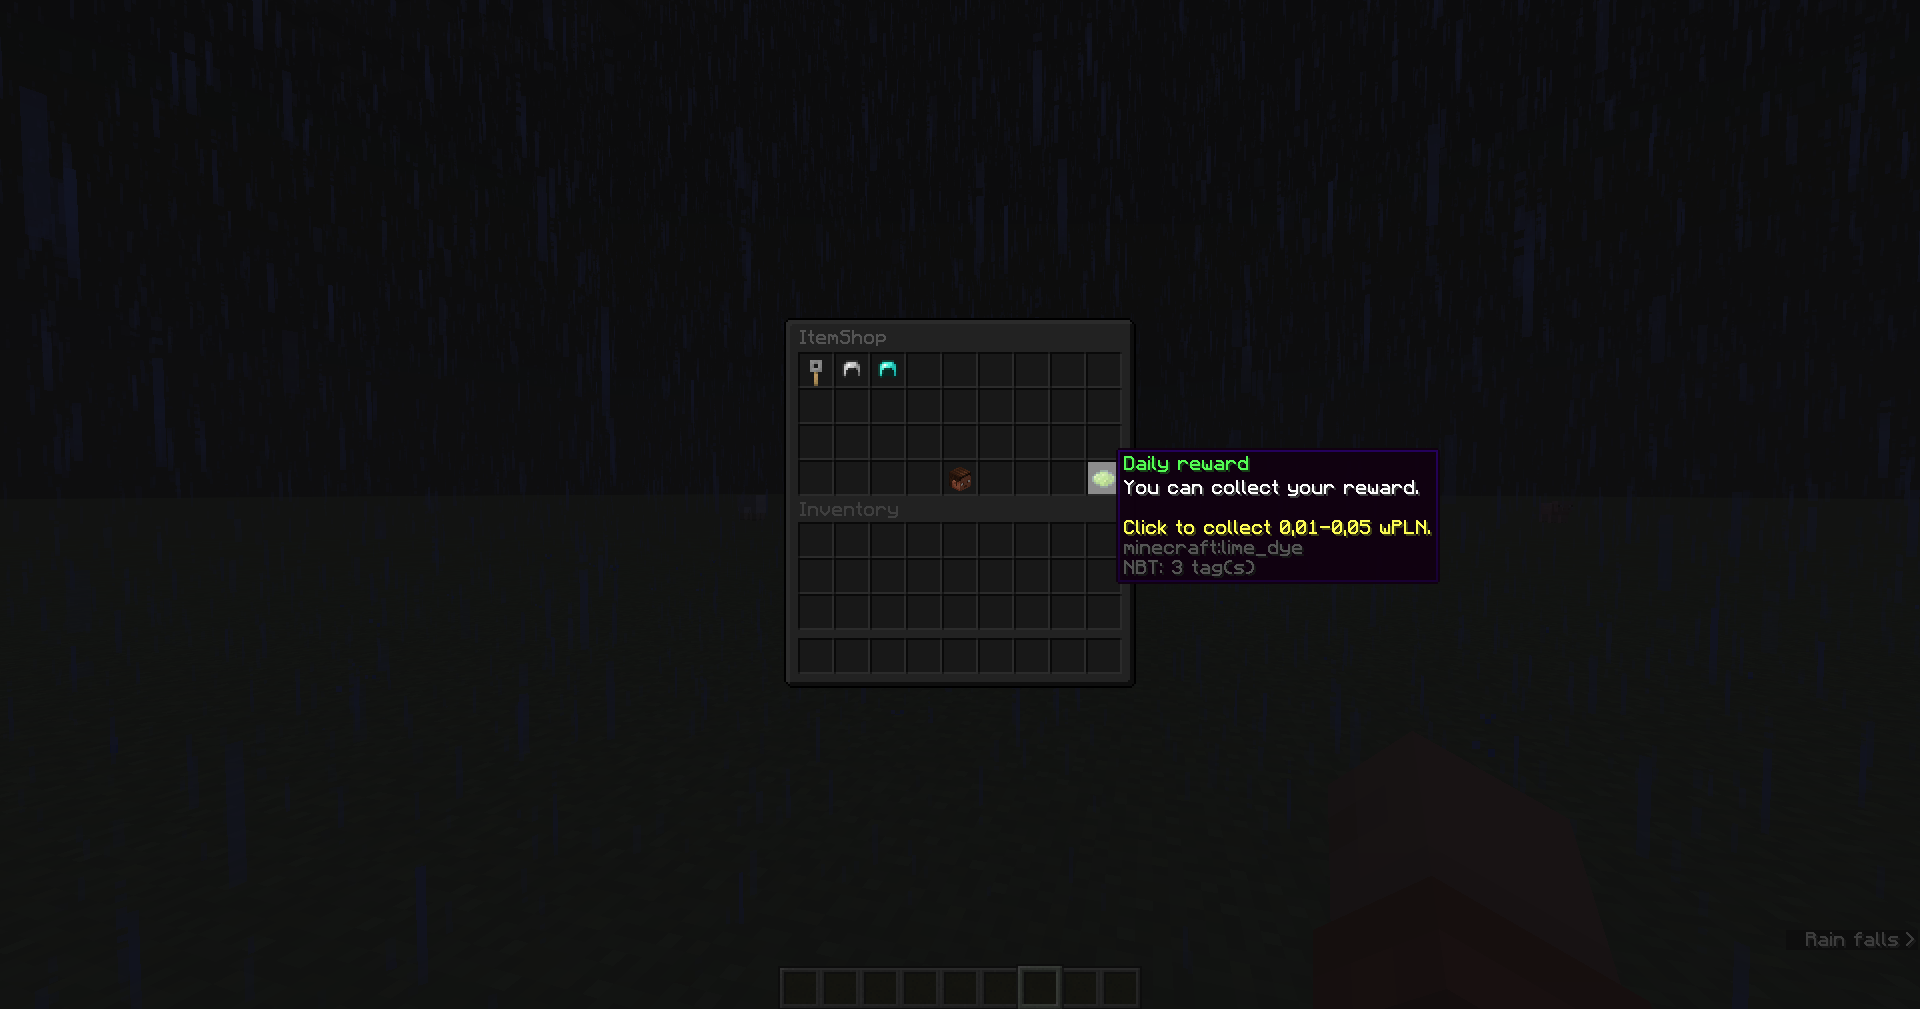 ItemShop
Daily reward
You can collect your reward.
Click to collect 0,01-0,05 wPLN.
minecraft:lime_dye
NBT: 3 tag(s)
Inventory
Rain falls >